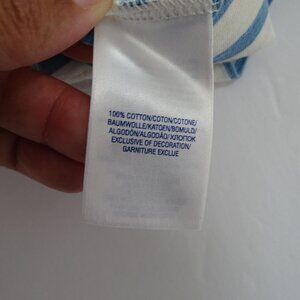 100% COTTON/COTON/COTONE/
BAUMWOLLE/KATOEN/BOMULD/
ALGODÓN/ALGODÃO/ХЛОПОК
EXCLUSIVE OF DECORATION/
GARNITURE EXCLUE